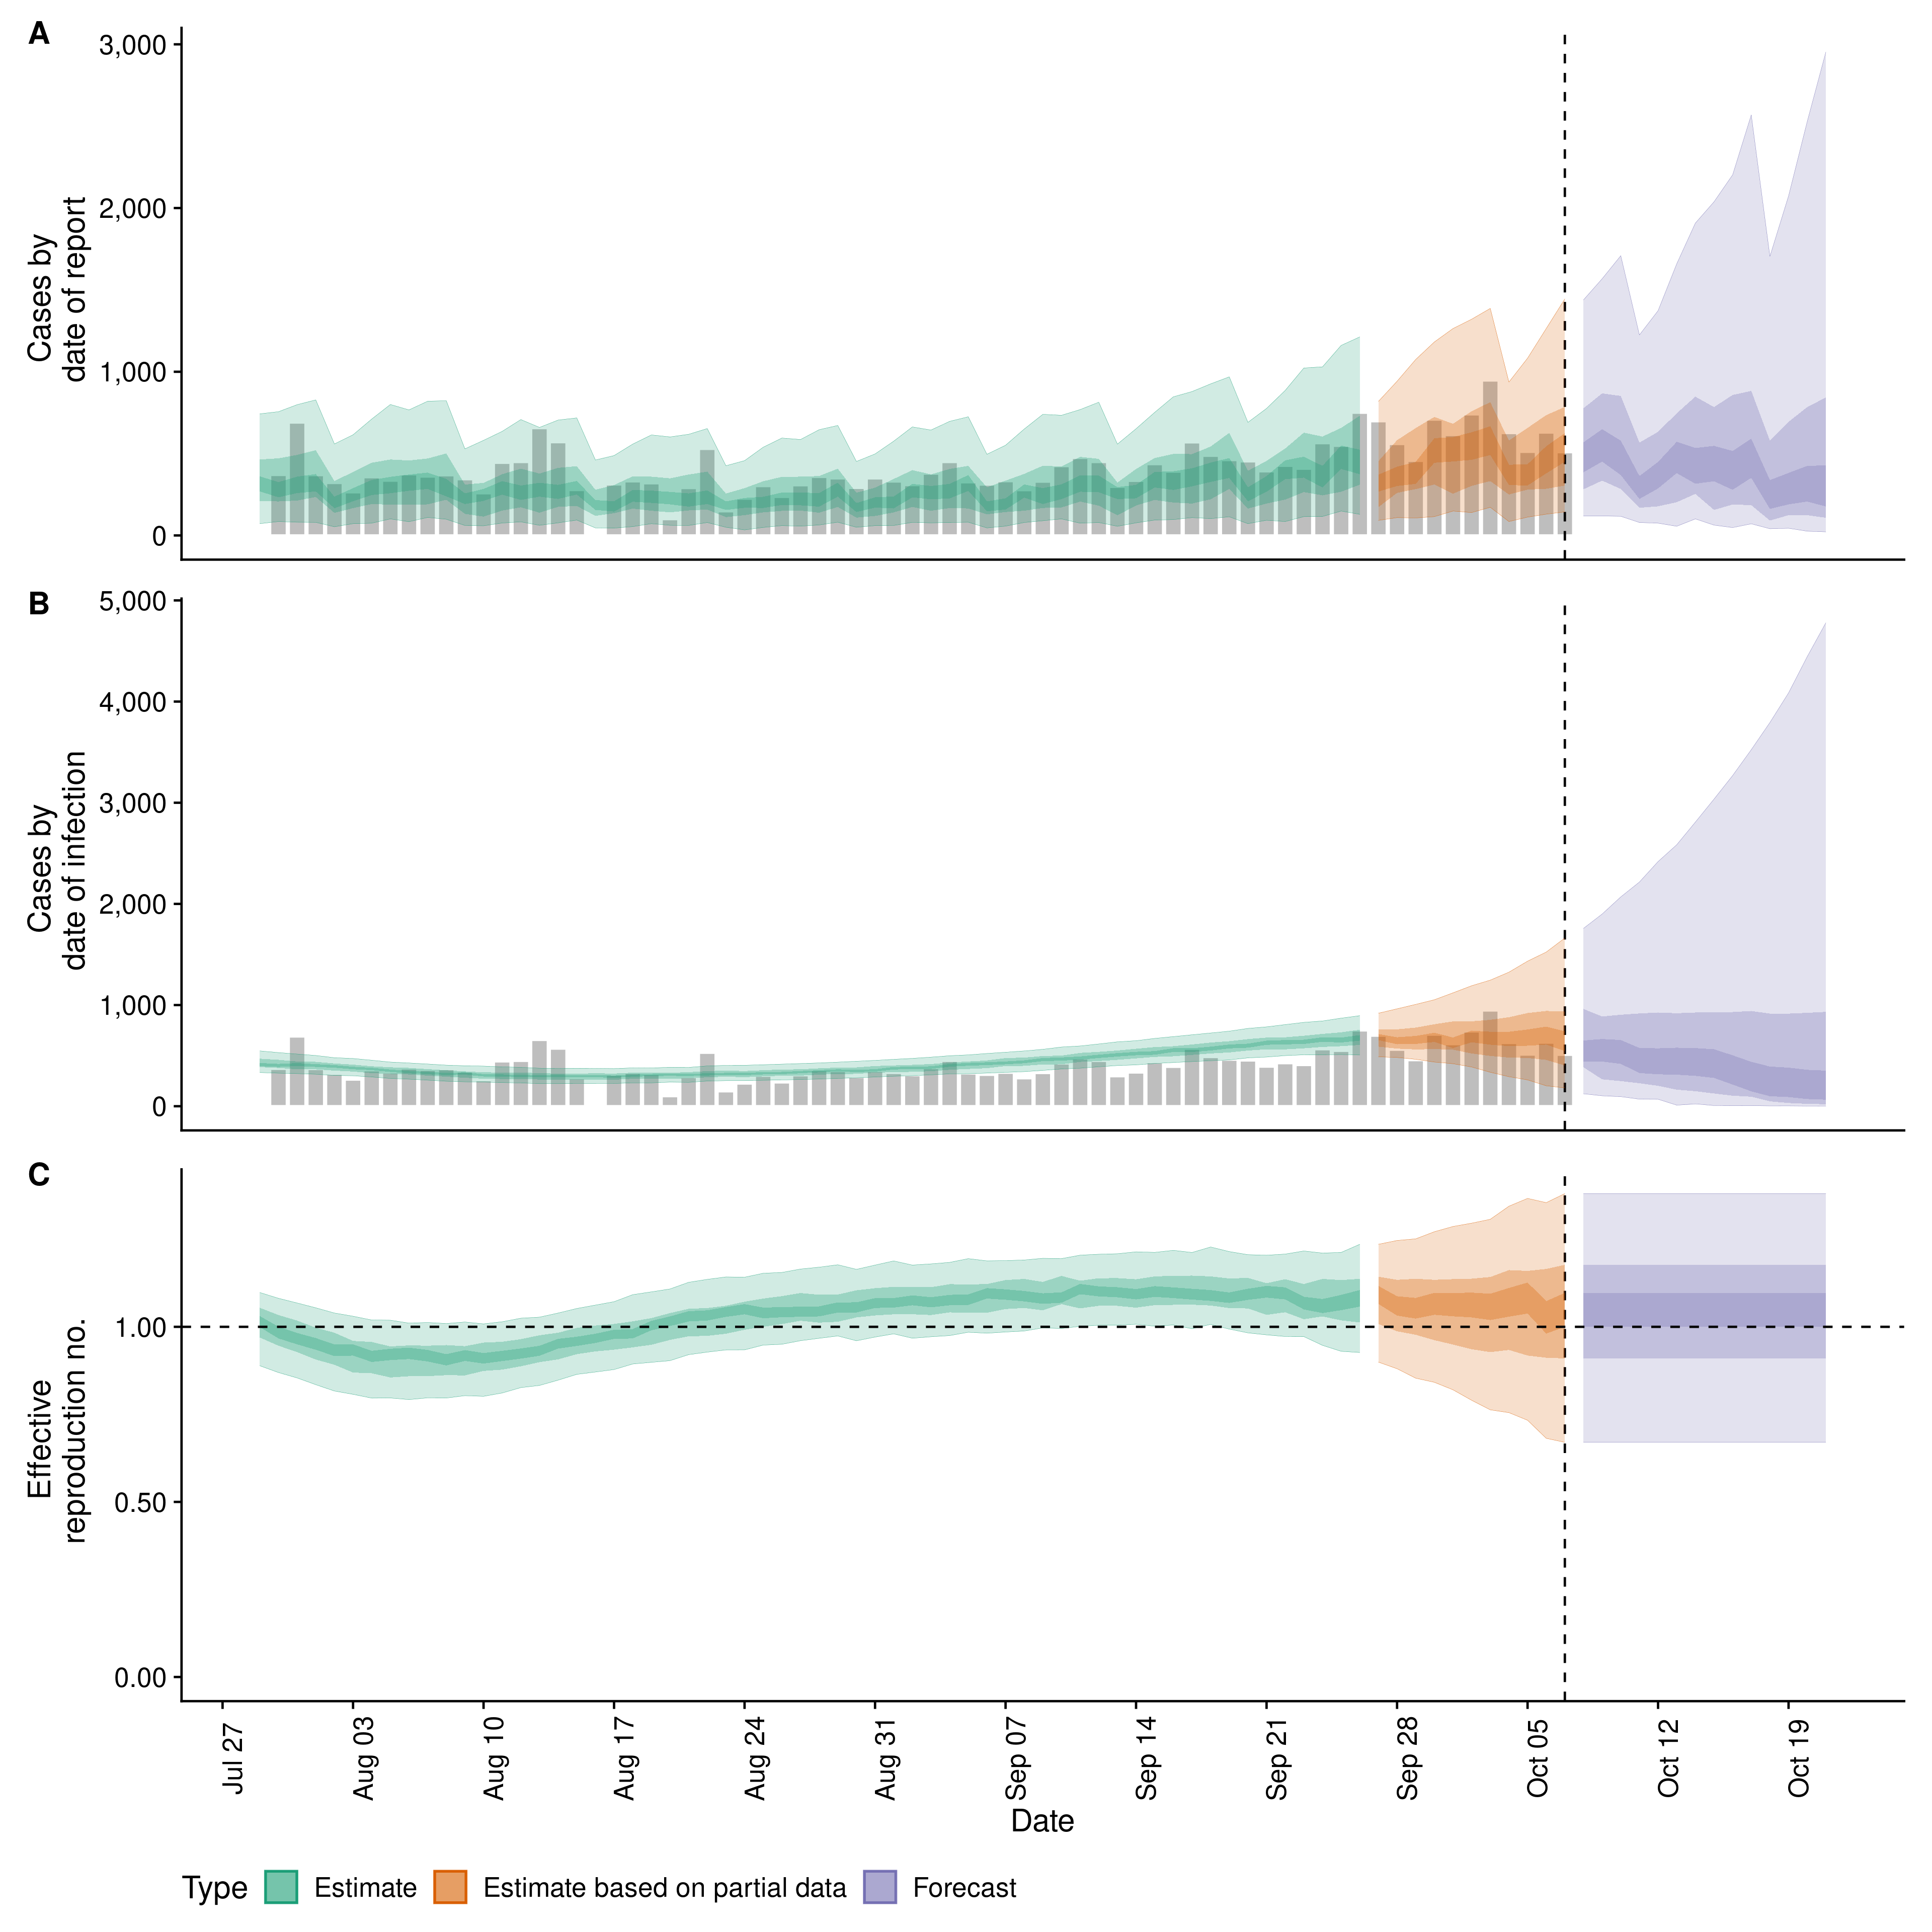 A
3,000
2,000
1,000
0
Cases by
date of report
B
5,000
4,000
3,000
2,000
1,000
0
Cases by
date of infection
C
1.00
0.50
0.00
Effective
reproduction no.
Jul 27
Aug 03
Aug 10
Aug 17
Aug 24
Aug 31
Sep 07
Sep 14
Sep 21
Sep 28
Oct 05
Oct 12
Oct 19
Date
Type Estimate Estimate based on partial data Forecast